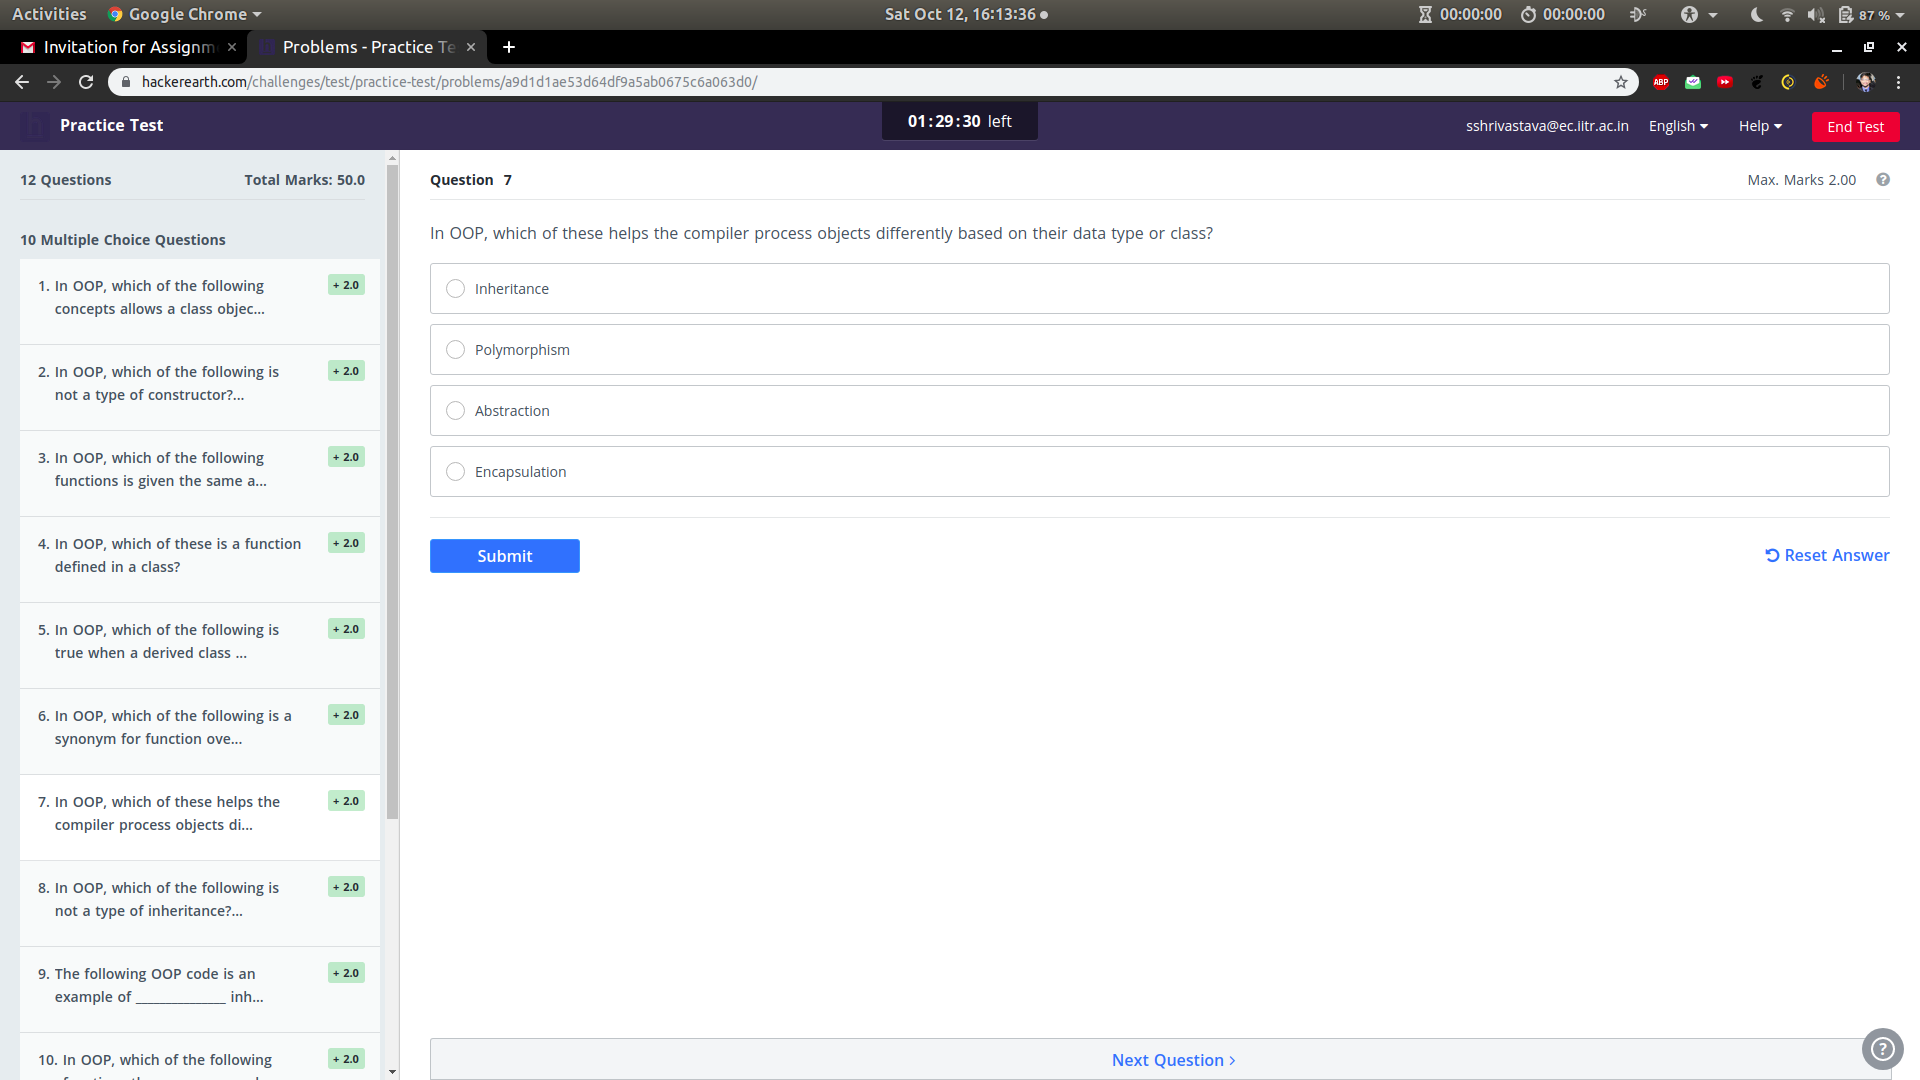 Activities Google Chrome Sat Oct 12, 16:13:36 00:00:00 00:00:00 87 %
Invitation for Assignm Problems - Practice Te
hackerearth.com/challenges/test/practice-test/problems/a9d1d1ae53d64df9a5ab0675c6a063d0/ ABP
Practice Test 01:29:30 left sshrivastava@ec.iitr.ac.in English Help End Test
12 Questions Total Marks: 50.0
10 Multiple Choice Questions
1. In OOP, which of the following + 2.0
concepts allows a class objec...
2. In OOP, which of the following is + 2.0
not a type of constructor?...
3. In OOP, which of the following + 2.0
functions is given the same a...
4. In OOP, which of these is a function + 2.0
defined in a class?
5. In OOP, which of the following is + 2.0
true when a derived class ...
6. In OOP, which of the following is a + 2.0
synonym for function ove...
7. In OOP, which of these helps the + 2.0
compiler process objects di...
8. In OOP, which of the following is + 2.0
not a type of inheritance?...
9. The following OOP code is an + 2.0
example of ______________ inh...
10. In OOP, which of the following + 2.0
Question 7 Max. Marks 2.00
In OOP, which of these helps the compiler process objects differently based on their data type or class?
Inheritance
Polymorphism
Abstraction
Encapsulation
Submit Reset Answer
Next Question